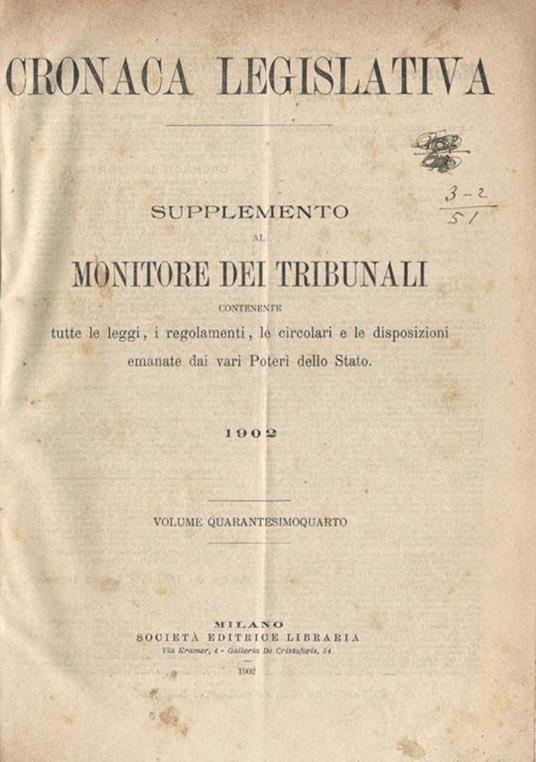 CRONACA LEGISLATIVA
3-2
51
SUPPLEMENTO
AL
MONITORE DEI TRIBUNALI
CONTENENTE
tutte le leggi, i regolamenti, le circolari e le disposizioni
emanate dai vari Poteri dello Stato.
1902
VOLUME QUARANTESIMOQUARTO
MILANO
SOCIETÀ EDITRICE LIBRARIA
Via Kramer, 4 - Galleria De Cristoforis, 54
1902